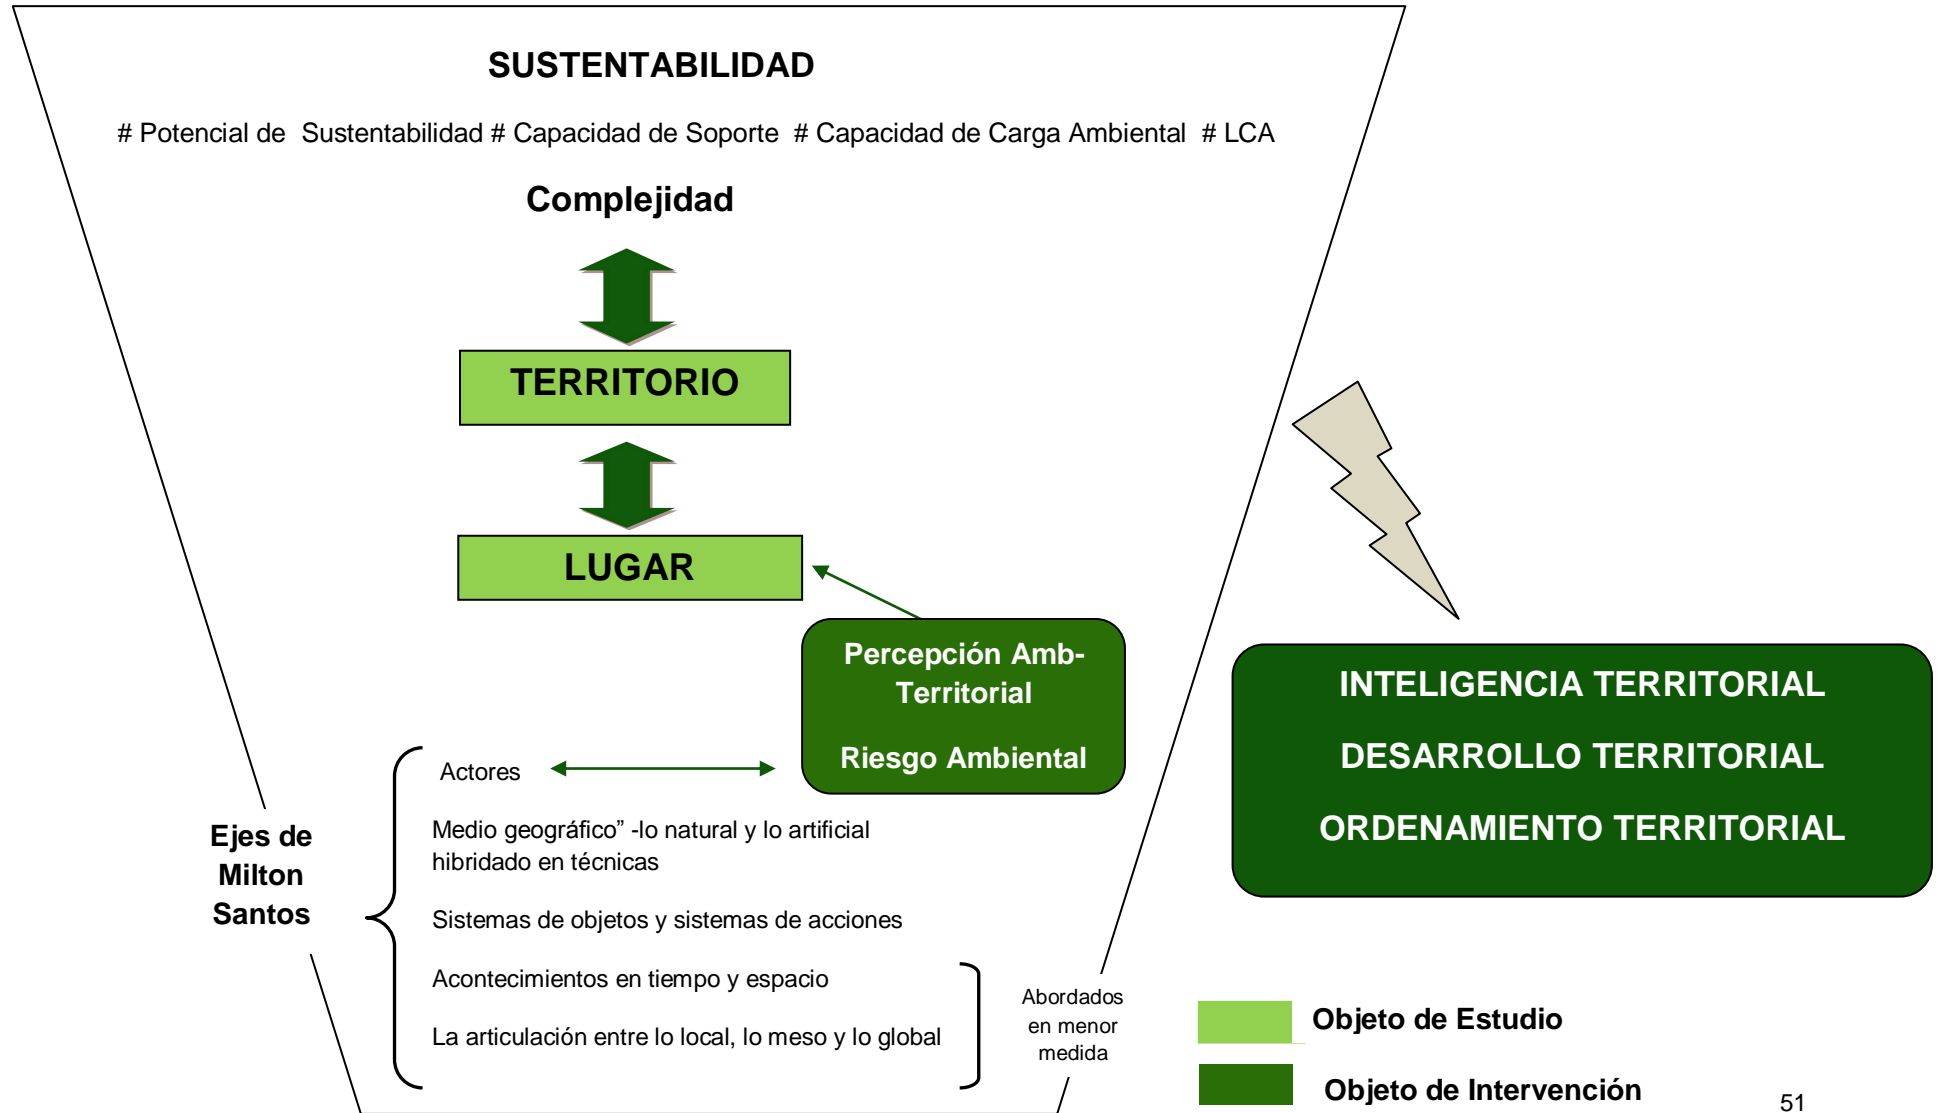 SUSTENTABILIDAD
# Potencial de  Sustentabilidad # Capacidad de Soporte  # Capacidad de Carga Ambiental  # LCA
Complejidad
TERRITORIO
LUGAR
Percepción Amb-
Territorial
Riesgo Ambiental
INTELIGENCIA TERRITORIAL
DESARROLLO TERRITORIAL
ORDENAMIENTO TERRITORIAL
Ejes de
Milton
Santos
Actores
Medio geográfico” -lo natural y lo artificial
hibridado en técnicas
Sistemas de objetos y sistemas de acciones
Acontecimientos en tiempo y espacio
La articulación entre lo local, lo meso y lo global
Abordados
en menor
medida
Objeto de Estudio
Objeto de Intervención
51